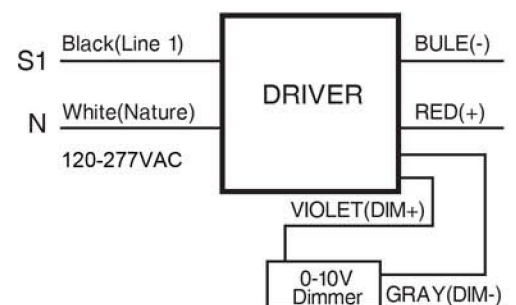 S1 Black(Line 1) BULE(-)
DRIVER
N White(Nature) RED(+)
120-277VAC
VIOLET(DIM+)
0-10V
Dimmer GRAY(DIM-)